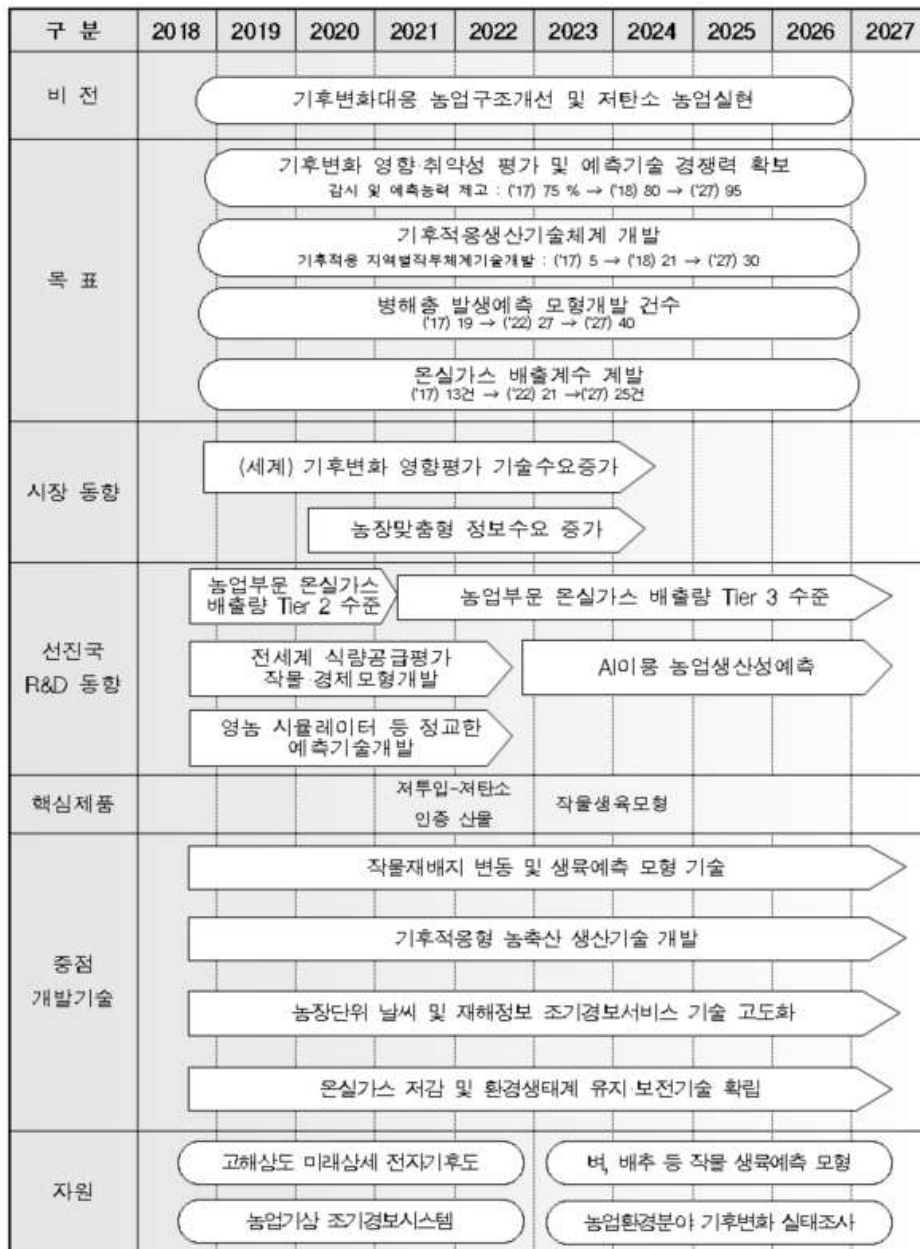 구 분 2018 2019 2020 2021 2022 2023 2024 2025 2026 2027
비 전
기후변화대응 농업구조개선 및 저탄소 농업실현
목 표
기후변화 영향·취약성 평가 및 예측기술 경쟁력 확보
감시 및 예측능력 제고 : ('17) 75 % → ('18) 80 → ('27) 95
기후적응생산기술체계 개발
기후적응 지역별직무체계기술개발 : ('17) 5 → ('18) 21 → ('27) 30
병해충 발생예측 모형개발 건수
('17) 19 → ('22) 27 → ('27) 40
온실가스 배출계수 계발
('17) 13건 → ('22) 21 →('27) 25건
시장 동향
(세계) 기후변화 영향평가 기술수요증가
농장맞춤형 정보수요 증가
선진국
R&D 동향
농업부문 온실가스
배출량 Tier 2 수준
농업부문 온실가스 배출량 Tier 3 수준
전세계 식량공급평가
작물·경제모형개발
AI이용 농업생산성예측
영농 시뮬레이터 등 정교한
예측기술개발
핵심제품
저투입-저탄소
인증 산물
작물생육모형
중점
개발기술
작물재배지 변동 및 생육예측 모형 기술
기후적응형 농축산 생산기술 개발
농장단위 날씨 및 재해정보 조기경보서비스 기술 고도화
온실가스 저감 및 환경생태계 유지·보전기술 확립
자원
고해상도 미래상세 전자기후도
벼, 배추 등 작물 생육예측 모형
농업기상 조기경보시스템
농업환경분야 기후변화 실태조사